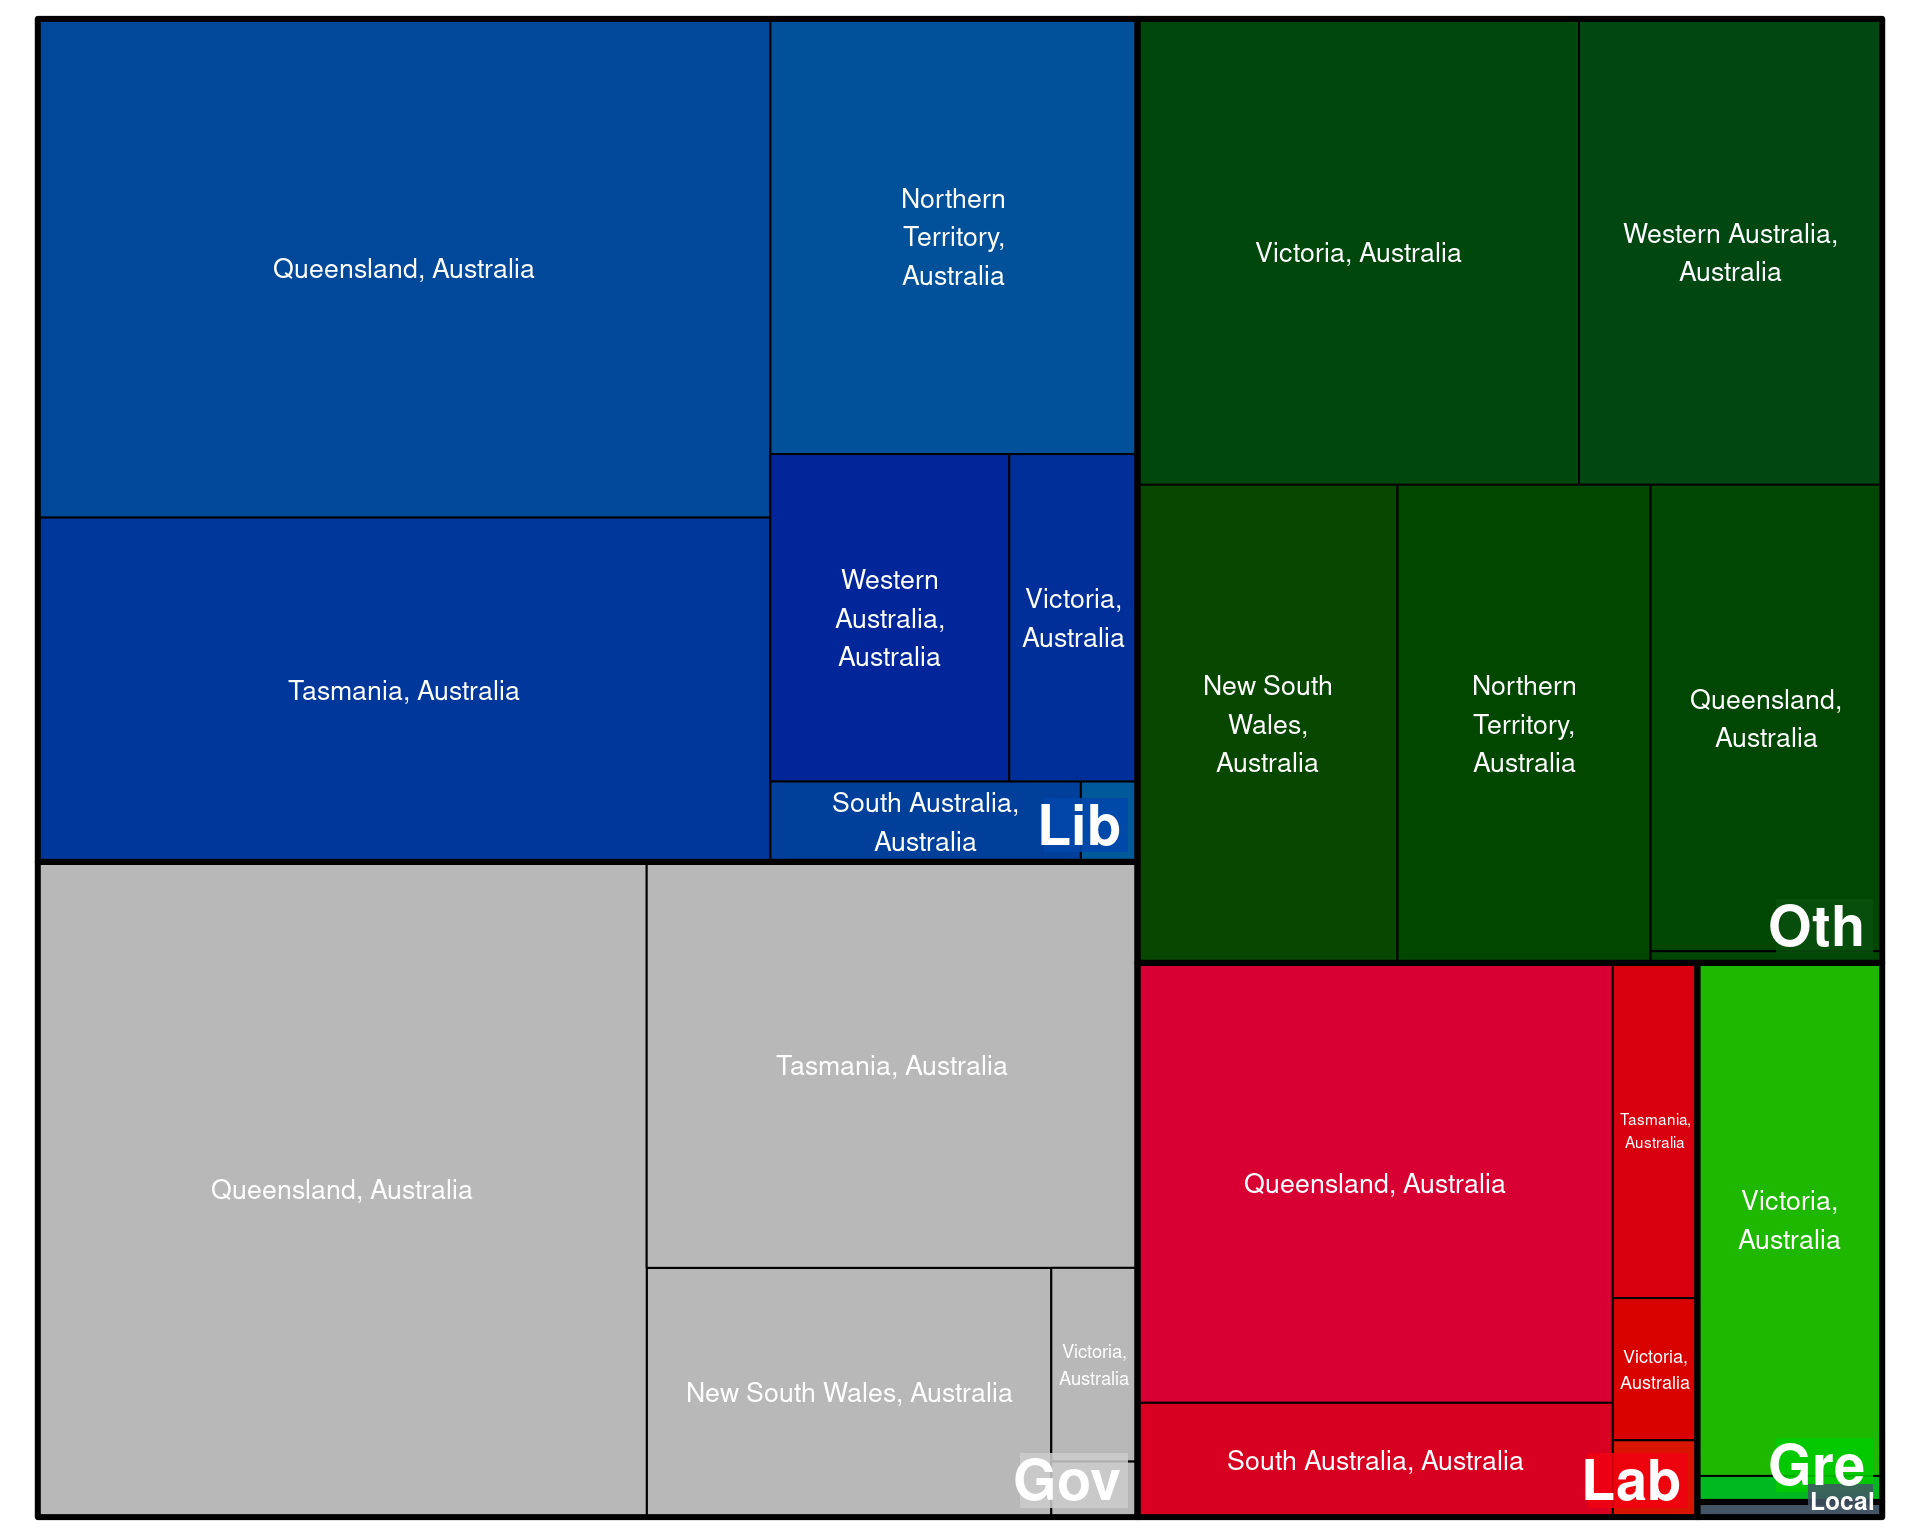 Queensland, Australia
Northern
Territory,
Australia
Tasmania, Australia
Western
Australia,
Australia
Victoria,
Australia
South Australia,
Australia
Lib
Victoria, Australia
Western Australia,
Australia
New South
Wales,
Australia
Northern
Territory,
Australia
Queensland,
Australia
Oth
Queensland, Australia
Tasmania, Australia
New South Wales, Australia
Victoria,
Australia
Gov
Queensland, Australia
Tasmania,
Australia
Victoria,
Australia
South Australia, Australia
Lab
Victoria,
Australia
Gre
Local